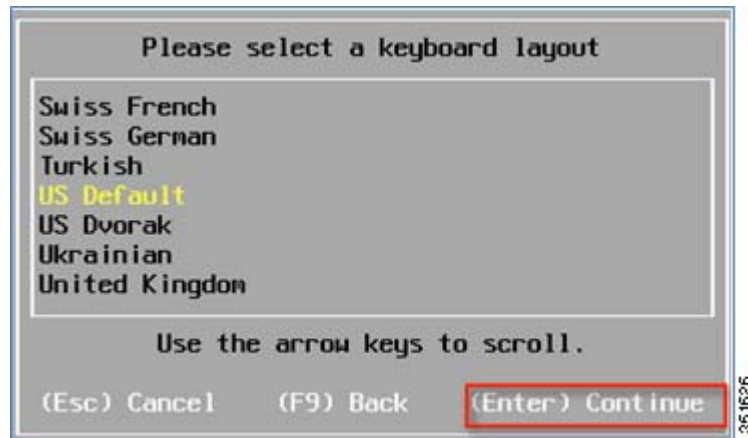 Please select a keyboard layout
Swiss French
Swiss German
Turkish
US Default
US Dvorak
Ukrainian
United Kingdom
Use the arrow keys to scroll.
(Esc) Cancel (F9) Back (Enter) Continue